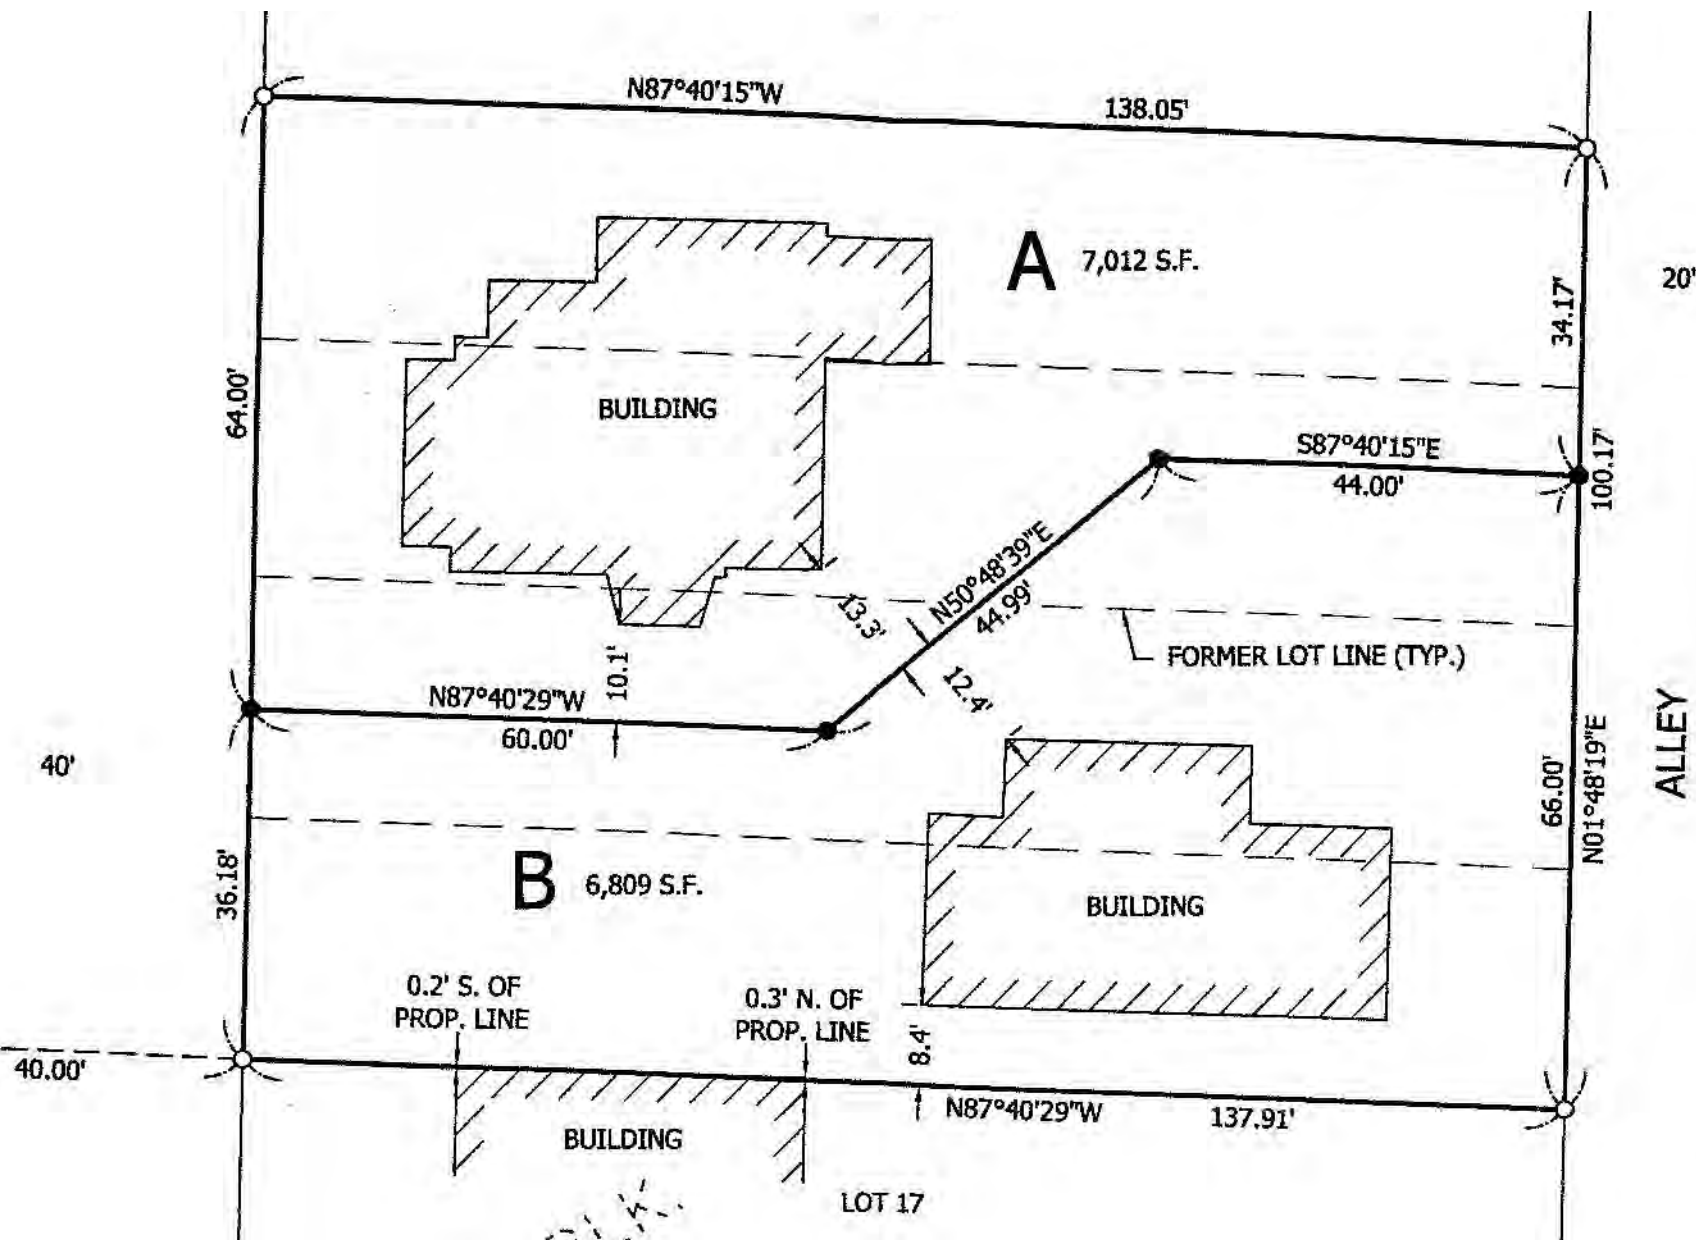 N87°40'15"W
138.05'
A
7,012 S.F.
20'
34.17'
64.00'
BUILDING
S87°40'15"E
44.00'
100.17'
N50°48'39"E
44.99'
13.3'
12.4'
FORMER LOT LINE (TYP.)
10.1'
N87°40'29"W
60.00'
40'
66.00'
N01°48'19"E
ALLEY
B
6,809 S.F.
36.18'
BUILDING
0.2' S. OF
PROP. LINE
0.3' N. OF
PROP. LINE
8.4'
40.00'
N87°40'29"W
137.91'
BUILDING
LOT 17